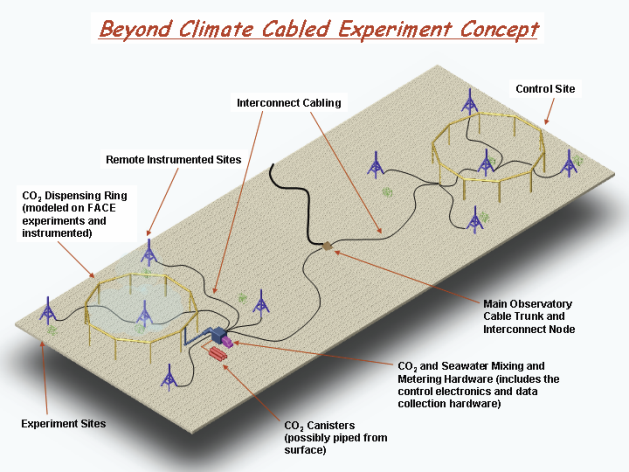 Beyond Climate Cabled Experiment Concept
Control Site
Interconnect Cabling
Remote Instrumented Sites
CO₂ Dispensing Ring
(modeled on FACE
experiments and
instrumented)
Main Observatory
Cable Trunk and
Interconnect Node
CO₂ and Seawater Mixing and
Metering Hardware (includes the
control electronics and data
collection hardware)
Experiment Sites
CO₂ Canisters
(possibly piped from
surface)